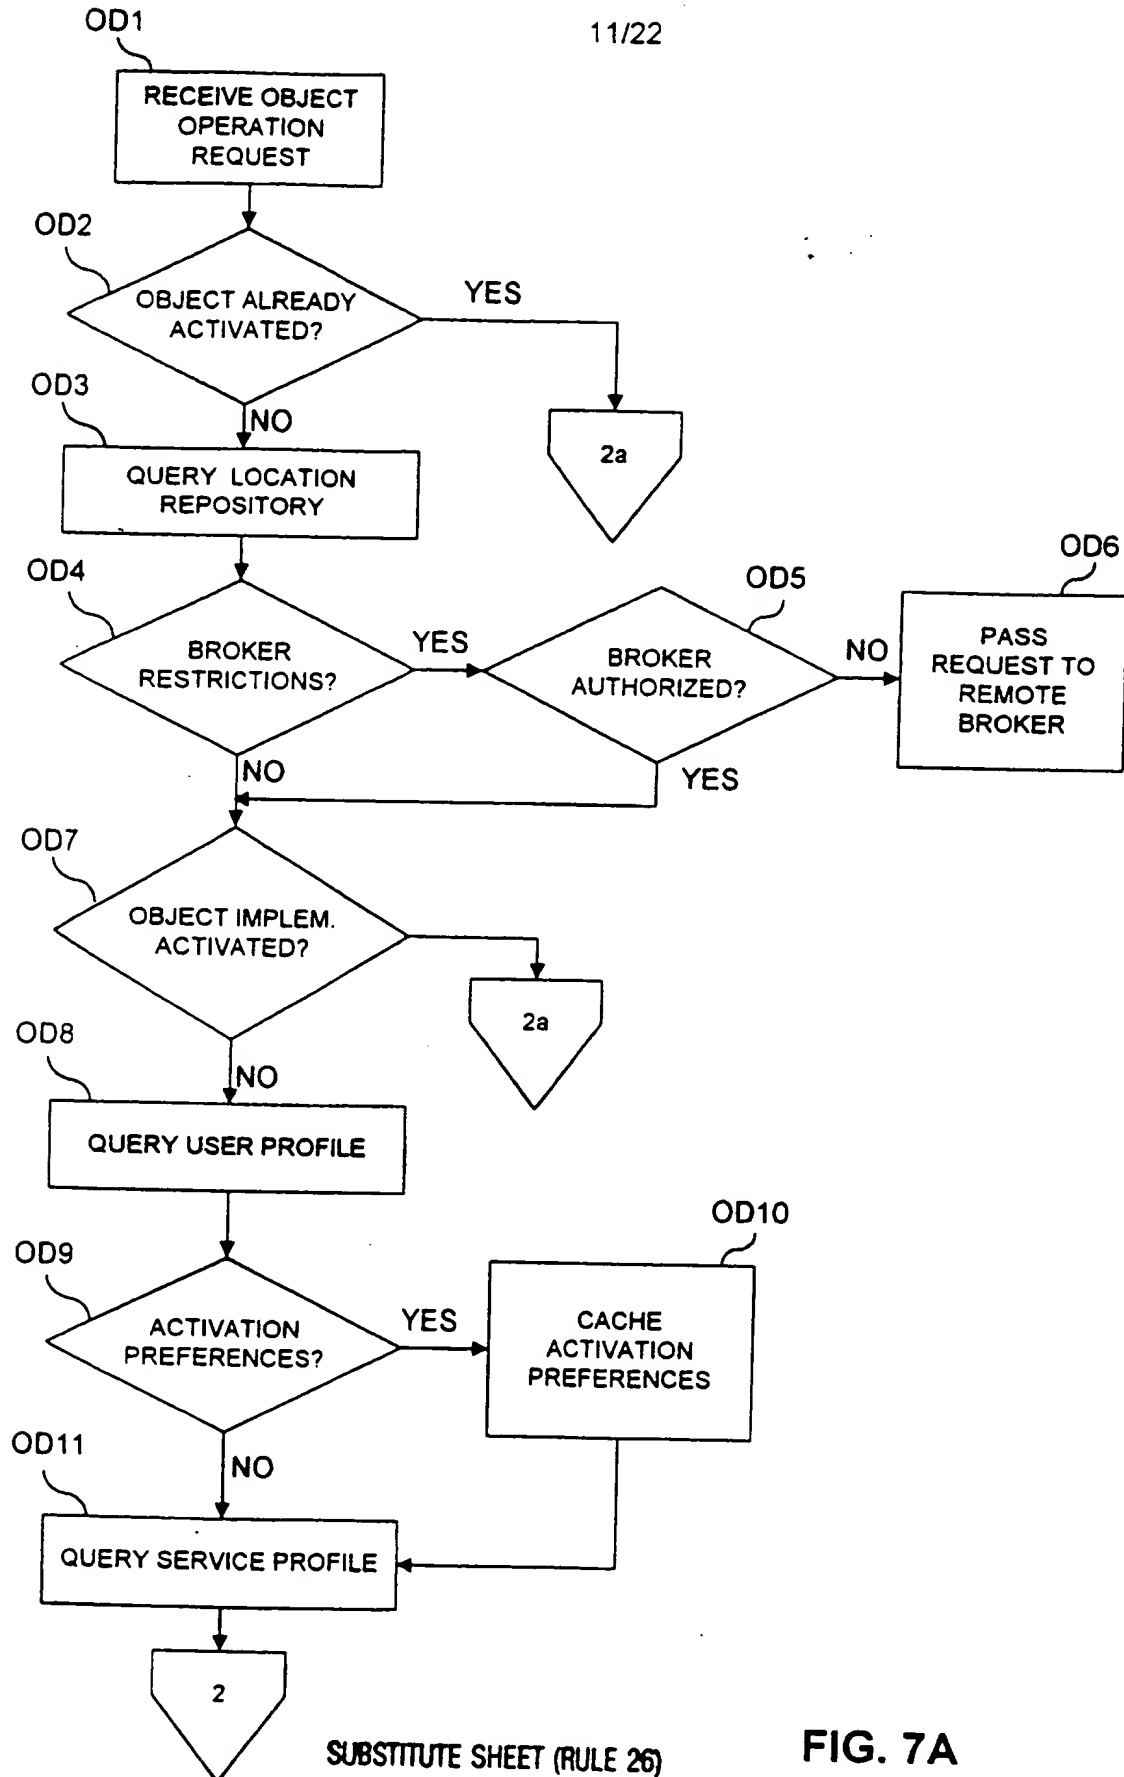 OD1
11/22
RECEIVE OBJECT
OPERATION
REQUEST
OD2
OBJECT ALREADY
ACTIVATED?
YES
OD3
NO
2a
QUERY LOCATION
REPOSITORY
OD4
OD5
OD6
BROKER
RESTRICTIONS?
YES
BROKER
AUTHORIZED?
NO
PASS
REQUEST TO
REMOTE
BROKER
NO
YES
OD7
OBJECT IMPLEM.
ACTIVATED?
2a
OD8
NO
QUERY USER PROFILE
OD10
OD9
ACTIVATION
PREFERENCES?
YES
CACHE
ACTIVATION
PREFERENCES
OD11
NO
QUERY SERVICE PROFILE
2
SUBSTITUTE SHEET (RULE 26)
FIG. 7A